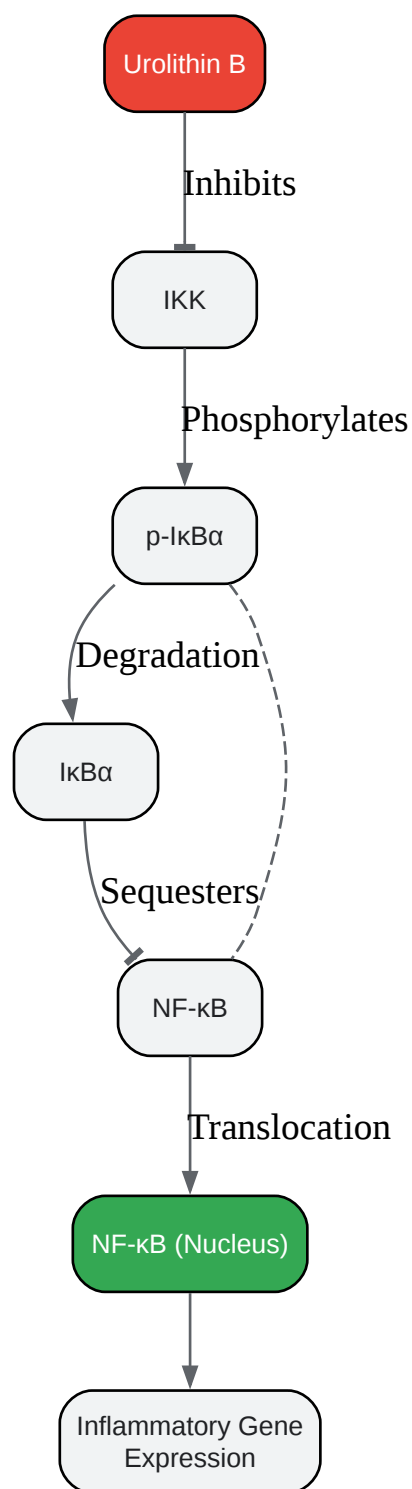 Urolithin B
Inhibits
IKK
Phosphorylates
p-IκBα
Degradation
IκBα
Sequesters
NF-κB
Translocation
NF-κB (Nucleus)
Inflammatory Gene
Expression